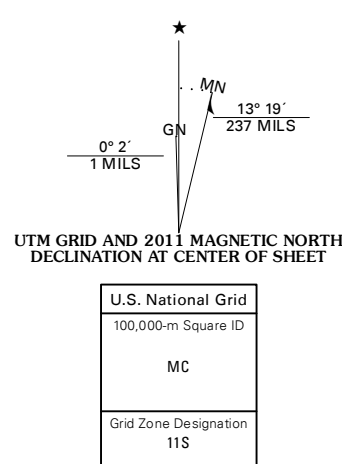 ★
MN
GN
13° 19´
237 MILS
0° 2´
1 MILS
UTM GRID AND 2011 MAGNETIC NORTH
DECLINATION AT CENTER OF SHEET
U.S. National Grid
100,000-m Square ID
MC
Grid Zone Designation
11S